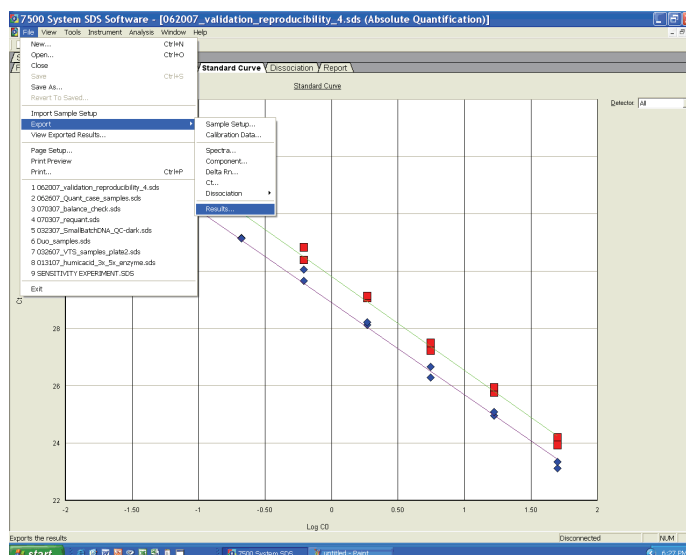 7500 System SDS Software - [062007_validation_reproducibility_4.sds (Absolute Quantification)]
File View Tools Instrument Analysis Window Help
New... Ctrl+N
Open... Ctrl+O
Close
Save Ctrl+S
Save As...
Revert To Saved...
Import Sample Setup
Export
View Exported Results...
Page Setup...
Print Preview
Print... Ctrl+P
1 062007_validation_reproducibility_4.sds
2 062607_Quant_case_samples.sds
3 070307_balance_check.sds
4 070307_requant.sds
5 032307_SmallBatchDNA_QC-dark.sds
6 Duo_samples.sds
7 032607_VTS_samples_plate2.sds
8 013107_humicacid_3x_5x_enzyme.sds
9 SENSITIVITY EXPERIMENT.SDS
Exit
Sample Setup...
Calibration Data...
Spectra...
Component...
Delta Rn...
Ct...
Dissociation
Results...
Standard Curve Dissociation Report
Standard Curve
Detector: All
28
26
24
22
-2 -1.50 -1 -0.50 0 0.50 1 1.50 2
Log CO
Exports the results Disconnected NUM
start 7500 System SDS ... untitled - Paint 6:27 PM